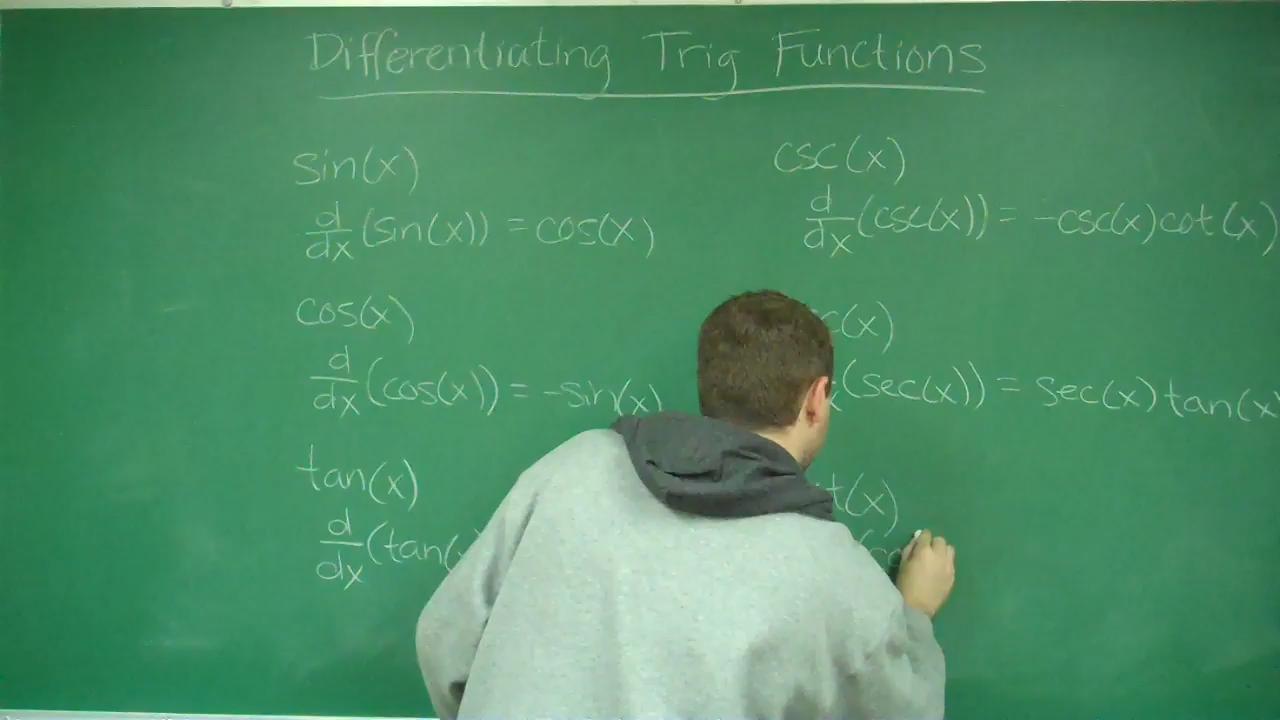 Differentiating Trig Functions
sin(x)
d/dx (sin(x)) = cos(x)
cos(x)
d/dx (cos(x)) = -sin(x)
tan(x)
d/dx (tan(
csc(x)
d/dx (csc(x)) = -csc(x)cot(x)
c(x)
(sec(x)) = sec(x)tan(x)
t(x)